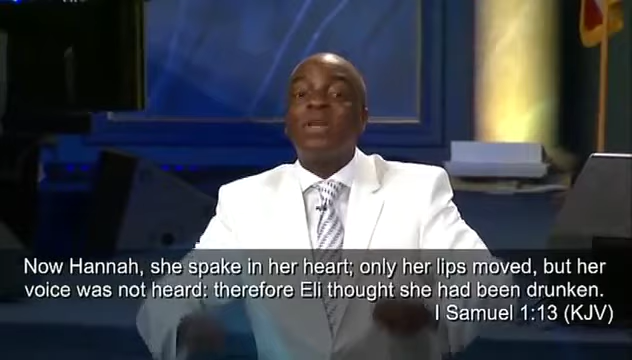 Now Hannah, she spake in her heart; only her lips moved, but her
voice was not heard: therefore Eli thought she had been drunken.
I Samuel 1:13 (KJV)